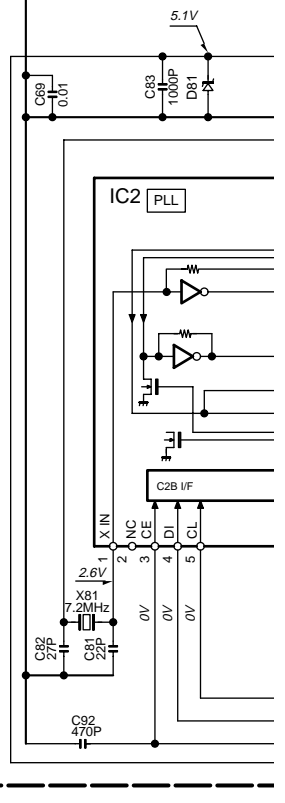 5.1V
C69
0.01
C83
1000P
D81
IC2 PLL
C2B I/F
X IN
NC
CE
DI
CL
1
2
3
4
5
2.6V
X81
7.2MHz
0V
0V
0V
C82
27P
C81
22P
C92
470P